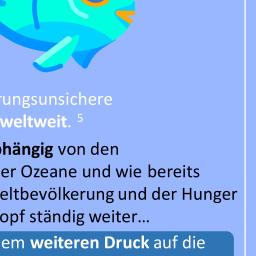 rungsunsichere
weltweit. 5
hängig von den
er Ozeane und wie bereits
eltbevölkerung und der Hunger
opf ständig weiter...
em weiteren Druck auf die